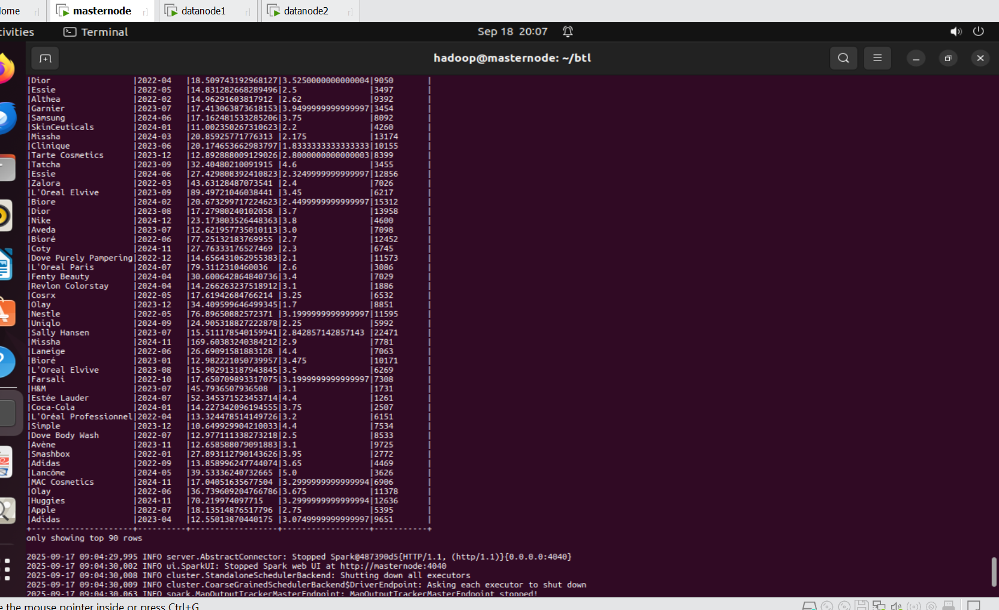 ome masternode datanode1 datanode2
tivities Terminal Sep 18 20:07
hadoop@masternode: ~/btl
|Dior |2022-04 |18.509743192968127|3.5250000000000004|9050 |
|Essie |2022-05 |14.831282668289496|2.5 |3497 |
|Althea |2022-02 |14.96291603817912 |2.62 |9392 |
|Garnier |2023-07 |17.413063873618153|3.9499999999999997|3454 |
|Samsung |2024-06 |17.162481533285206|3.75 |8092 |
|SkinCeuticals |2024-01 |11.002350267310623|2.2 |4260 |
|Missha |2024-03 |20.85925771776313 |2.175 |13174 |
|Clinique |2023-06 |20.174653662983797|1.8333333333333333|10155 |
|Tarte Cosmetics |2023-12 |12.892888009129026|2.8000000000000003|8399 |
|Tatcha |2023-09 |32.40480210091915 |4.6 |3455 |
|Essie |2024-06 |27.429808392410823|2.3249999999999997|12856 |
|Zalora |2022-03 |43.63128487073541 |2.4 |7026 |
|L'Oreal Elvive |2023-09 |89.49721046038441 |3.45 |6217 |
|Biore |2024-02 |20.673299717224623|2.4499999999999997|15312 |
|Dior |2023-08 |17.27980240102058 |3.7 |13958 |
|Nike |2024-12 |23.173803526448363|3.8 |4600 |
|Aveda |2023-07 |12.621957735010113|3.0 |7098 |
|Bioré |2022-06 |77.25132183769955 |2.7 |12452 |
|Coty |2024-11 |27.76333176527469 |2.3 |6745 |
|Dove Purely Pampering|2022-12 |14.656431062955383|2.1 |11573 |
|L'Oreal Paris |2024-07 |79.3112310460036 |2.6 |3086 |
|Fenty Beauty |2024-04 |30.600642864840736|3.4 |7029 |
|Revlon Colorstay |2024-04 |14.266263237518912|3.1 |1886 |
|Cosrx |2022-05 |17.61942684766214 |3.25 |6532 |
|Olay |2023-12 |34.409599646499345|1.7 |8851 |
|Nestle |2022-05 |76.89650882572371 |3.1999999999999997|11595 |
|Uniqlo |2024-09 |24.905318827222878|2.25 |5992 |
|Sally Hansen |2023-07 |15.511178540159941|2.842857142857143 |22471 |
|Missha |2024-11 |169.60383240384212|2.9 |7781 |
|Laneige |2022-06 |26.69091581883128 |4.4 |7063 |
|Bioré |2023-01 |12.982221050739957|3.475 |10171 |
|L'Oreal Elvive |2023-08 |15.902913187943845|3.5 |6269 |
|Farsali |2022-10 |17.650709893317075|3.1999999999999997|7308 |
|H&M |2023-07 |45.7936507936508 |3.1 |1731 |
|Estée Lauder |2024-07 |52.345371523453714|4.4 |1261 |
|Coca-Cola |2024-01 |14.227342096194555|3.75 |2507 |
|L'Oréal Professionnel|2022-04 |13.324478514149726|3.2 |6151 |
|Simple |2023-12 |10.649929904210033|4.4 |7534 |
|Dove Body Wash |2022-07 |12.977111338273218|2.5 |8533 |
|Avène |2023-11 |12.658588079091883|3.1 |9725 |
|Smashbox |2022-01 |27.893112790143626|3.95 |2772 |
|Adidas |2022-09 |13.858996247744074|3.65 |4469 |
|Lancôme |2024-05 |39.53336240732665 |5.0 |3626 |
|MAC Cosmetics |2024-11 |17.04051635677504 |3.2999999999999994|6906 |
|Olay |2022-06 |36.739609204766786|3.675 |11378 |
|Huggies |2024-11 |70.219974097715 |3.2999999999999994|12636 |
|Apple |2022-07 |18.13514876517796 |2.75 |5395 |
|Adidas |2023-04 |12.55013870440175 |3.0749999999999997|9651 |
+---------------------+----------+------------------+------------------+-----------+
only showing top 90 rows
2025-09-17 09:04:29,995 INFO server.AbstractConnector: Stopped Spark@487390d5{HTTP/1.1, (http/1.1)}{0.0.0.0:4040}
2025-09-17 09:04:30,002 INFO ui.SparkUI: Stopped Spark web UI at http://masternode:4040
2025-09-17 09:04:30,008 INFO cluster.StandaloneSchedulerBackend: Shutting down all executors
2025-09-17 09:04:30,009 INFO cluster.CoarseGrainedSchedulerBackend$DriverEndpoint: Asking each executor to shut down
2025-09-17 09:04:30,063 INFO spark.MapOutputTrackerMasterEndpoint: MapOutputTrackerMasterEndpoint stopped!
e the mouse pointer inside or press Ctrl+G.